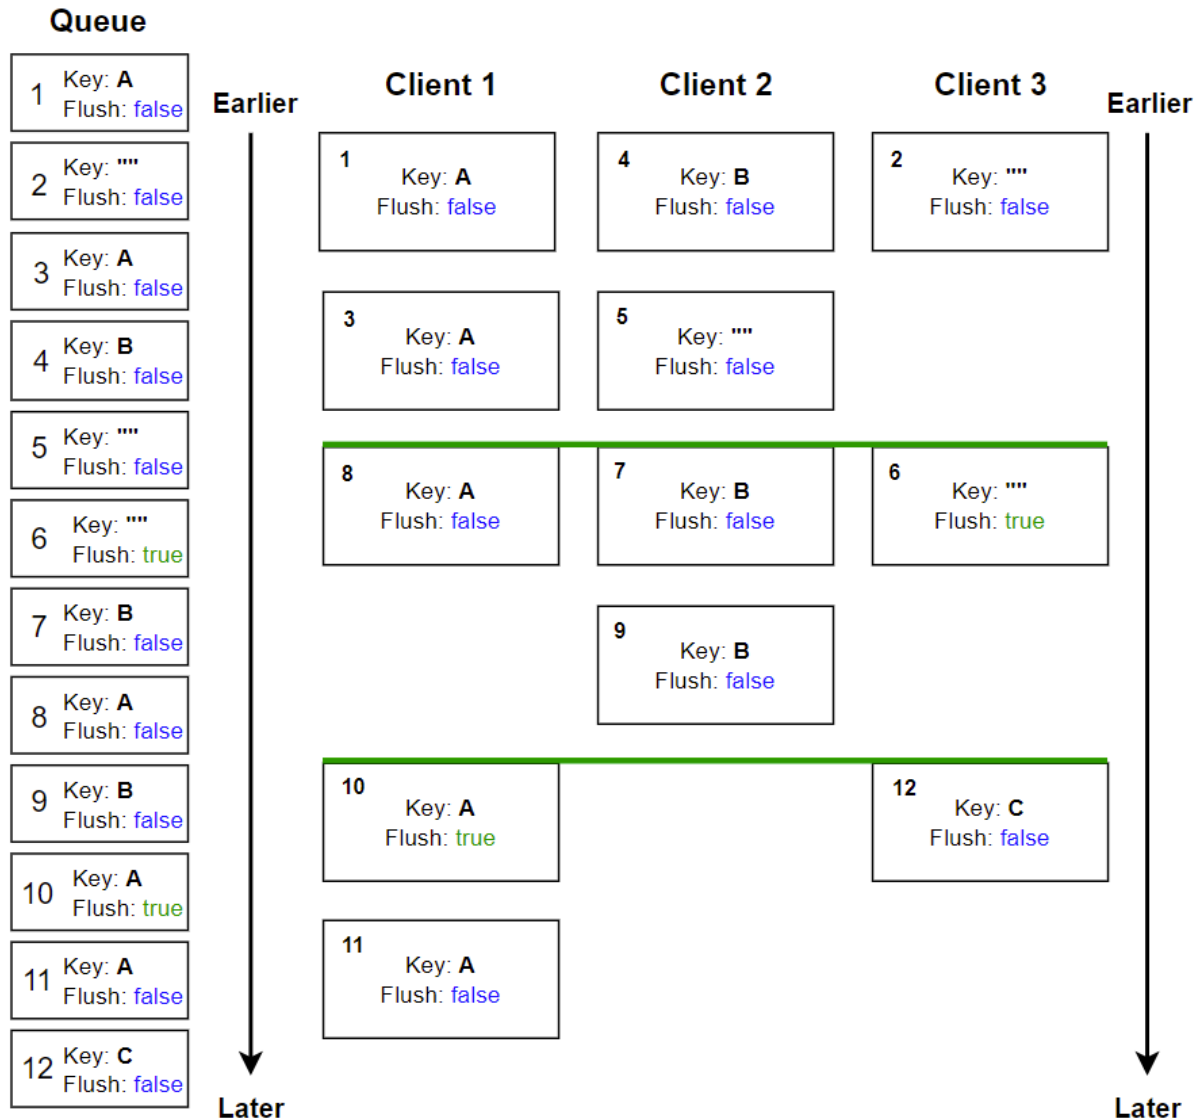 Queue
1
Key: A
Flush: false
2
Key: ""
Flush: false
3
Key: A
Flush: false
4
Key: B
Flush: false
5
Key: ""
Flush: false
6
Key: ""
Flush: true
7
Key: B
Flush: false
8
Key: A
Flush: false
9
Key: B
Flush: false
10
Key: A
Flush: true
11
Key: A
Flush: false
12
Key: C
Flush: false
Earlier
Later
Client 1
Client 2
Client 3
1
Key: A
Flush: false
4
Key: B
Flush: false
2
Key: ""
Flush: false
3
Key: A
Flush: false
5
Key: ""
Flush: false
8
Key: A
Flush: false
7
Key: B
Flush: false
6
Key: ""
Flush: true
9
Key: B
Flush: false
10
Key: A
Flush: true
12
Key: C
Flush: false
11
Key: A
Flush: false
Earlier
Later